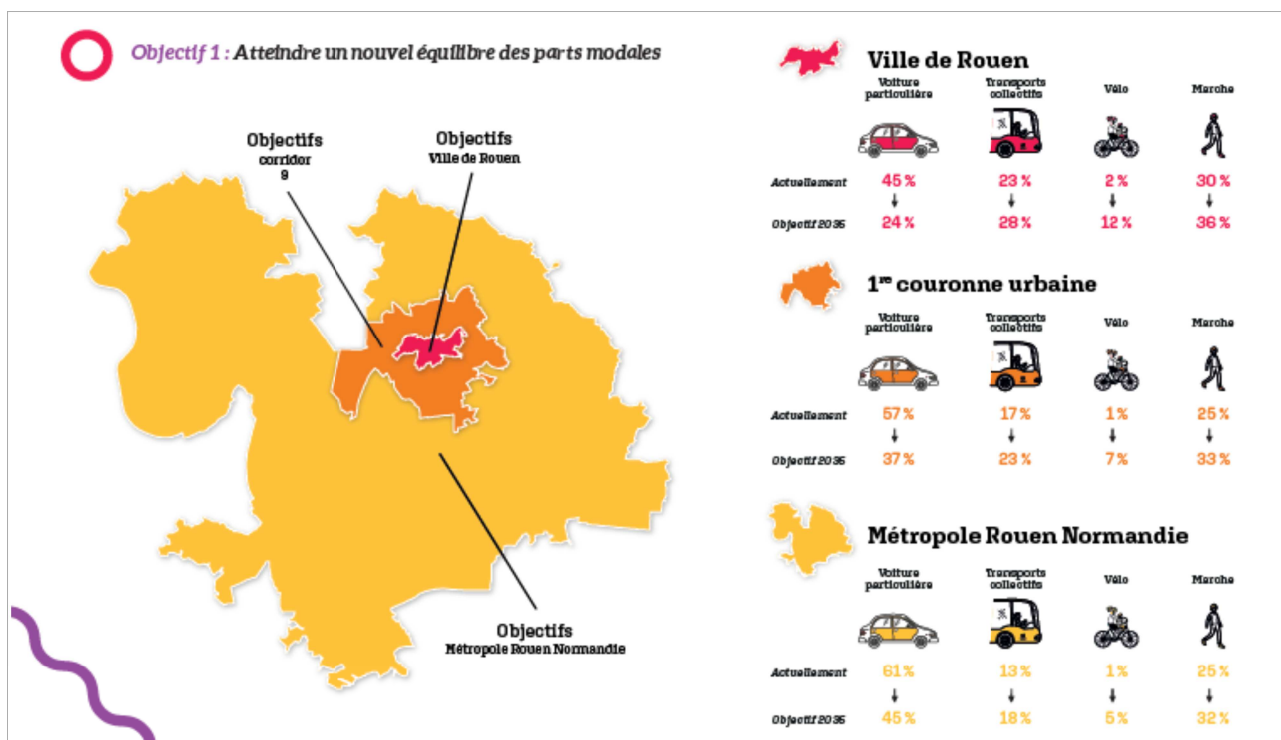 Objectif 1 : Atteindre un nouvel équilibre des parts modales
Objectifs
corridor
9
Objectifs
Ville de Rouen
Objectifs
Métropole Rouen Normandie
Ville de Rouen
Voiture
particulière
Transports
collectifs
Vélo
Marche
Actuellement 45 % 23 % 2 % 30 %
Objectif 2035 24 % 28 % 12 % 36 %
1re couronne urbaine
Voiture
particulière
Transports
collectifs
Vélo
Marche
Actuellement 57 % 17 % 1 % 25 %
Objectif 2035 37 % 23 % 7 % 33 %
Métropole Rouen Normandie
Voiture
particulière
Transports
collectifs
Vélo
Marche
Actuellement 61 % 13 % 1 % 25 %
Objectif 2035 45 % 18 % 5 % 32 %